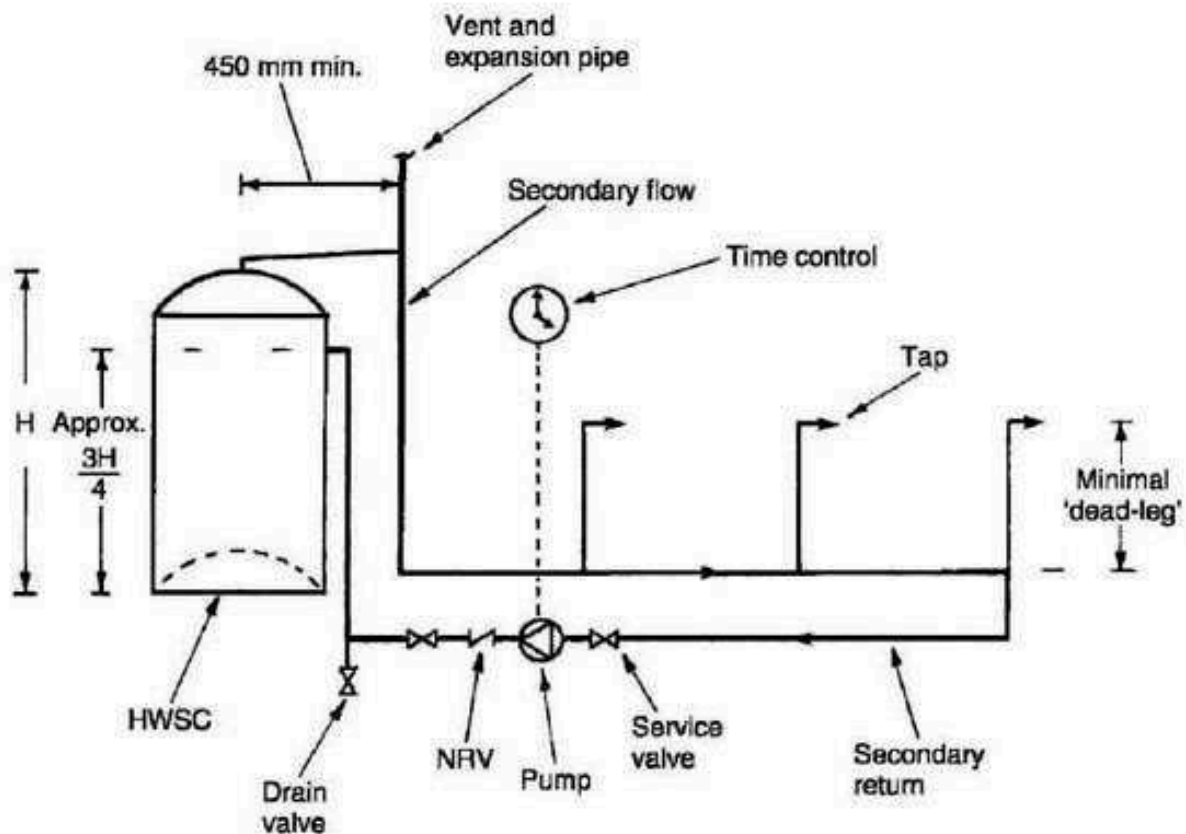 Vent and
expansion pipe
450 mm min.
Secondary flow
Time control
Tap
H
Approx.
3H
4
Minimal
'dead-leg'
HWSC
Drain
valve
NRV
Pump
Service
valve
Secondary
return